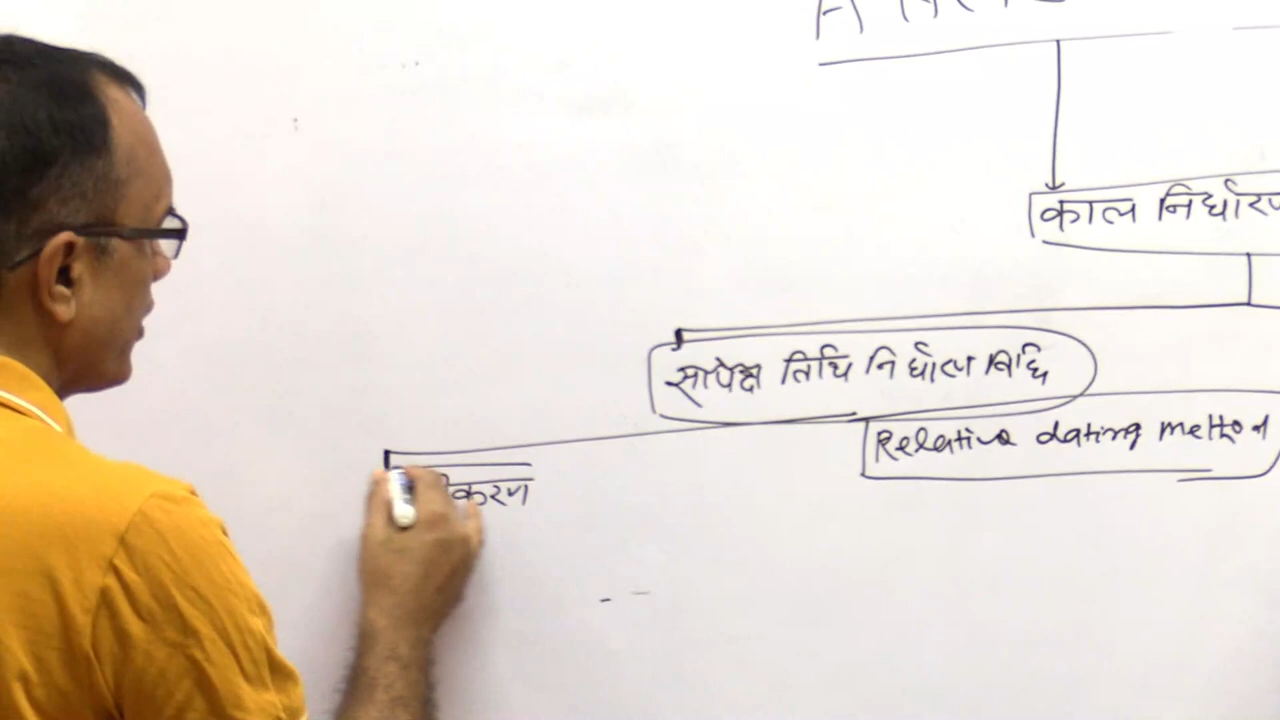 काल निर्धारण
सापेक्ष तिथि निर्धारण विधि
Relative dating method
करण